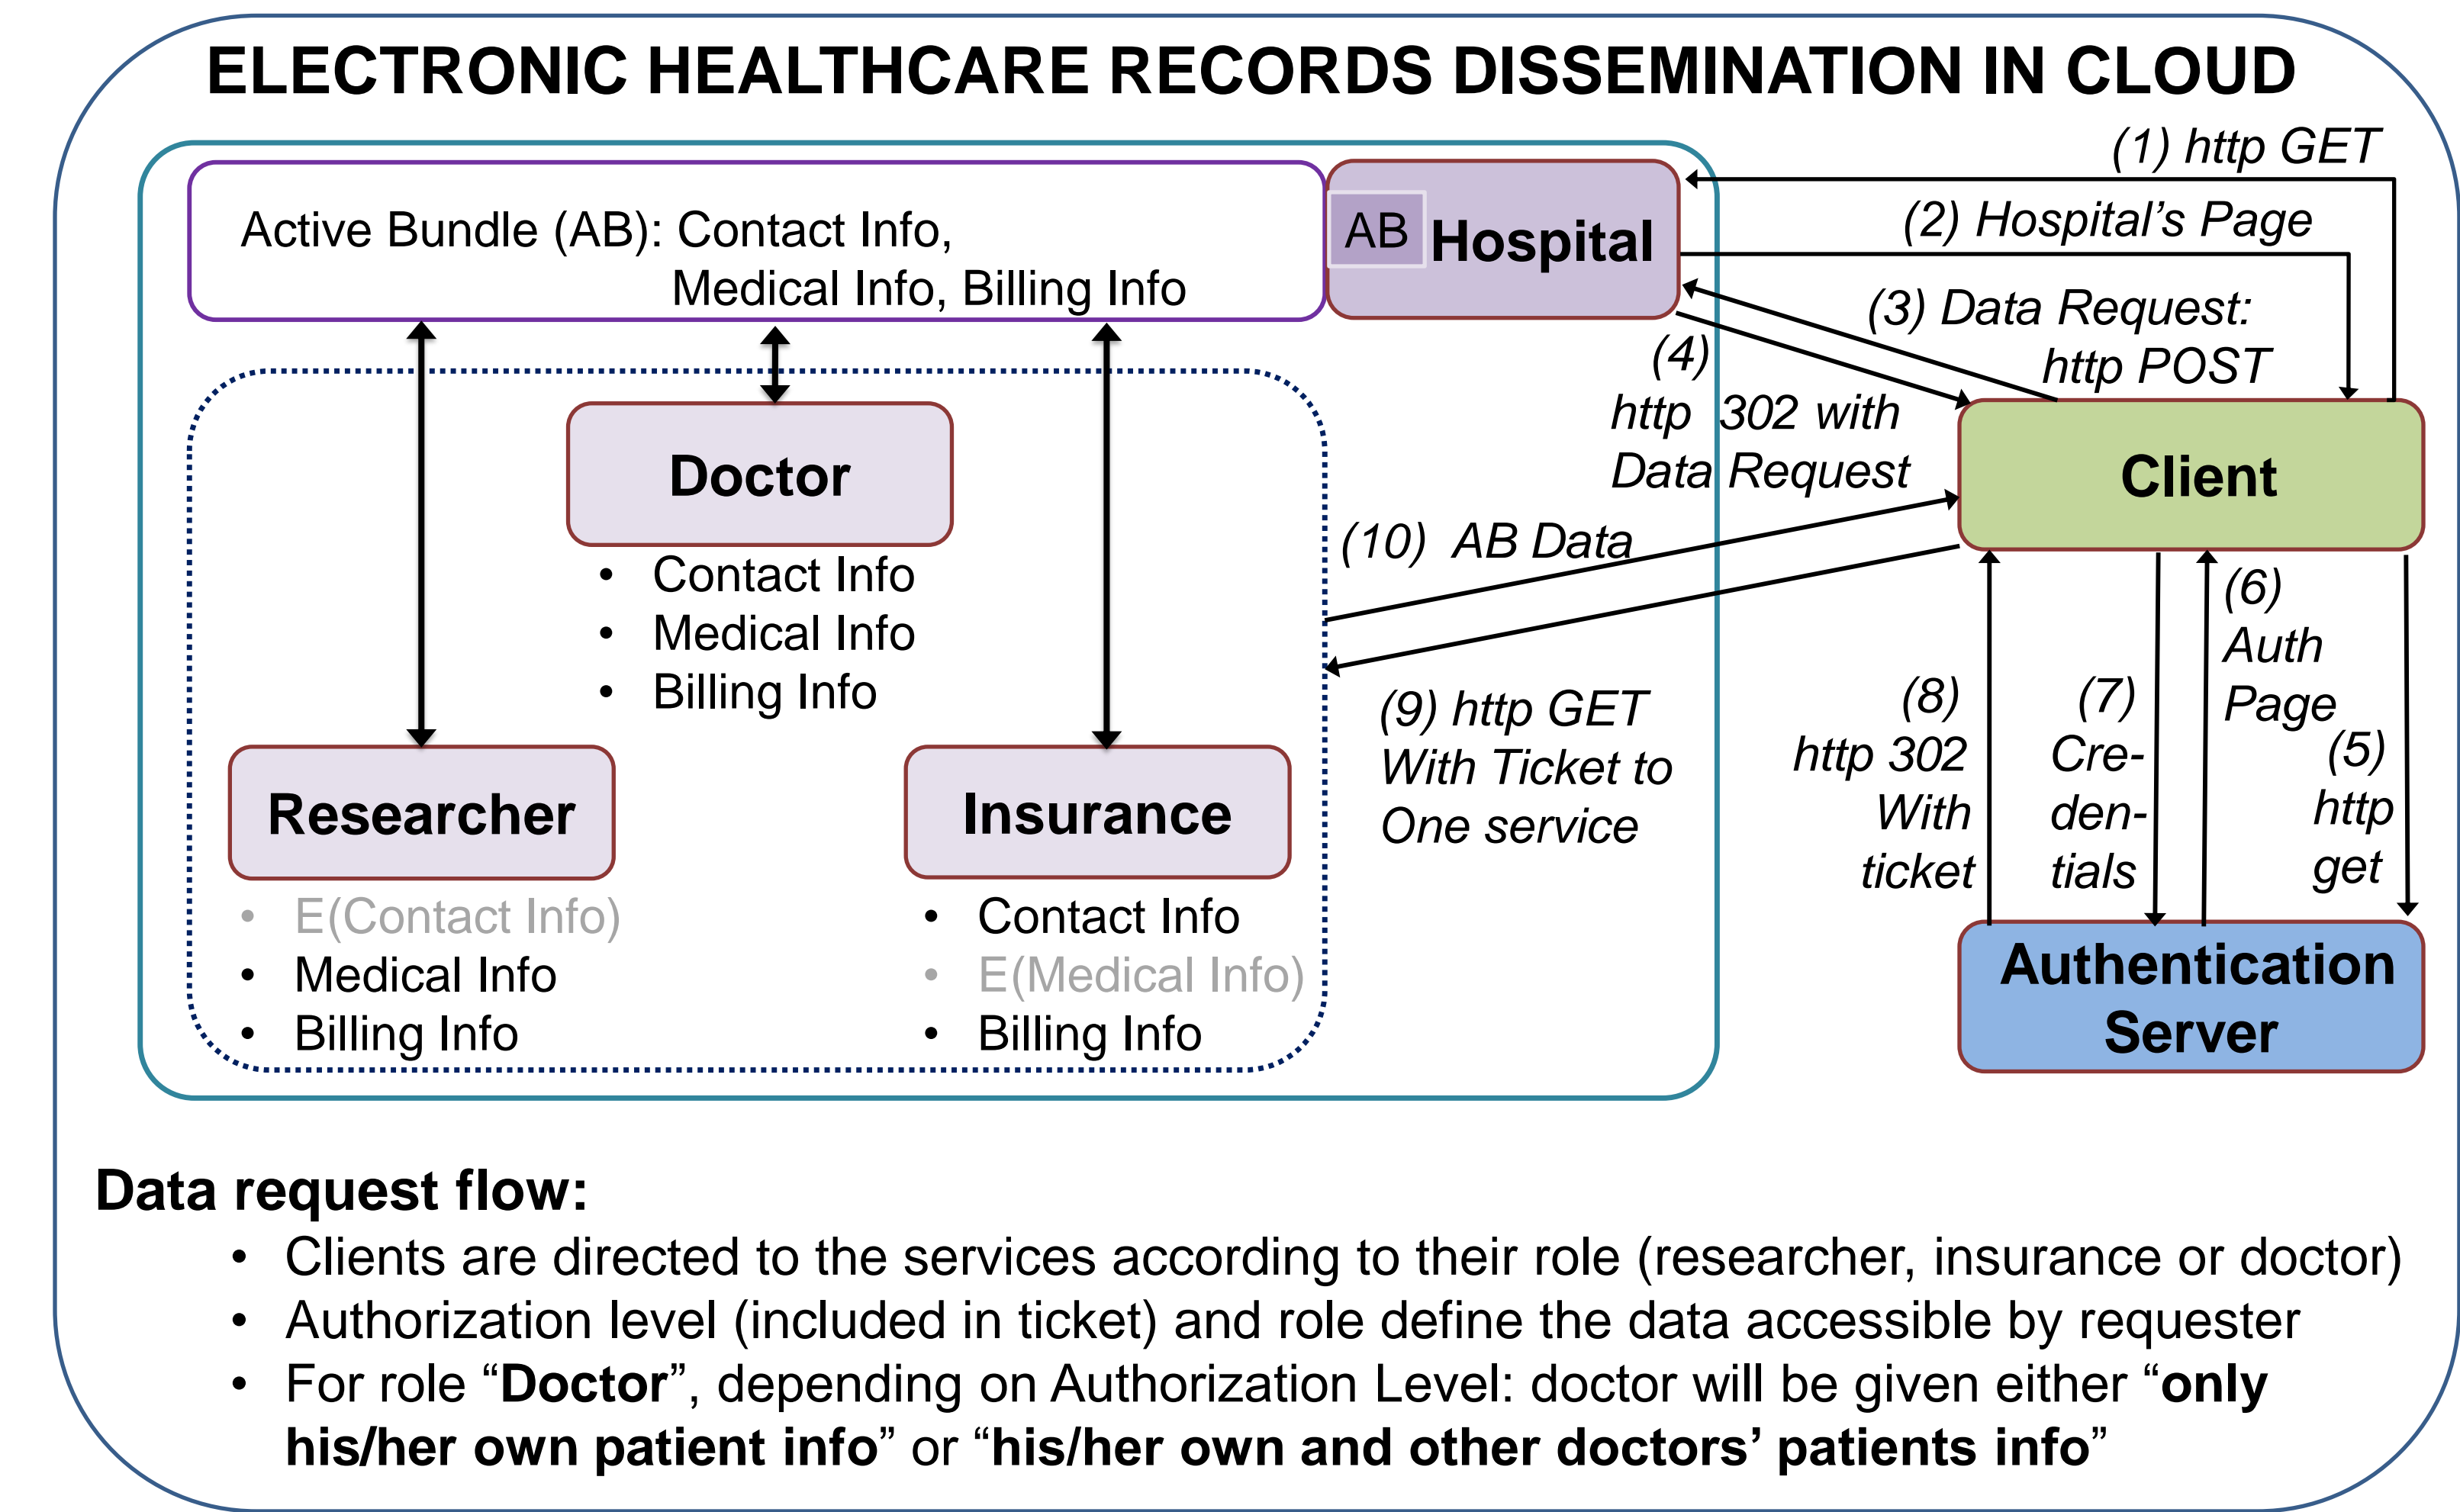 ELECTRONIC HEALTHCARE RECORDS DISSEMINATION IN CLOUD
Active Bundle (AB): Contact Info,
Medical Info, Billing Info
AB
Hospital
(1) http GET
(2) Hospital’s Page
(3) Data Request:
http POST
(4)
http 302 with
Data Request
Client
Doctor
• Contact Info
• Medical Info
• Billing Info
(10) AB Data
(9) http GET
With Ticket to
One service
(8)
http 302
With
ticket
(7)
Cre-
den-
tials
(6)
Auth
Page
(5)
http
get
Researcher
• E(Contact Info)
• Medical Info
• Billing Info
Insurance
• Contact Info
• E(Medical Info)
• Billing Info
Authentication
Server
Data request flow:
• Clients are directed to the services according to their role (researcher, insurance or doctor)
• Authorization level (included in ticket) and role define the data accessible by requester
• For role “Doctor”, depending on Authorization Level: doctor will be given either “only
his/her own patient info” or “his/her own and other doctors’ patients info”